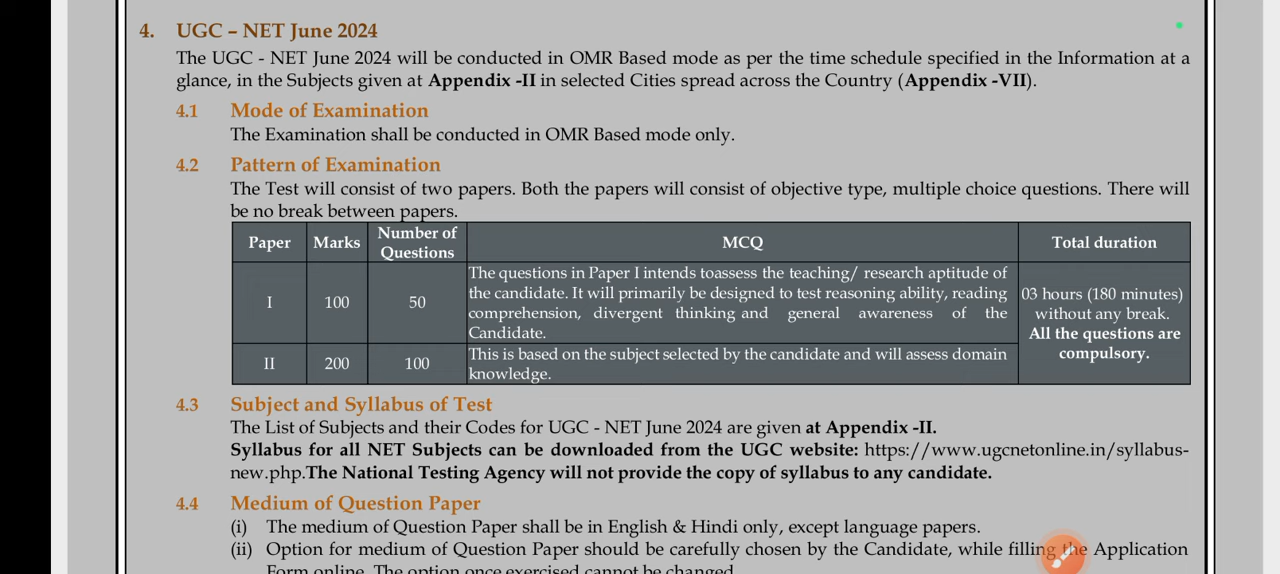 4. UGC – NET June 2024
The UGC - NET June 2024 will be conducted in OMR Based mode as per the time schedule specified in the Information at a
glance, in the Subjects given at Appendix -II in selected Cities spread across the Country (Appendix -VII).
4.1 Mode of Examination
The Examination shall be conducted in OMR Based mode only.
4.2 Pattern of Examination
The Test will consist of two papers. Both the papers will consist of objective type, multiple choice questions. There will
be no break between papers.
Paper Marks Number of Questions MCQ Total duration
I 100 50
The questions in Paper I intends toassess the teaching/ research aptitude of
the candidate. It will primarily be designed to test reasoning ability, reading
comprehension, divergent thinking and general awareness of the
Candidate.
03 hours (180 minutes)
without any break.
All the questions are
compulsory.
II 200 100
This is based on the subject selected by the candidate and will assess domain
knowledge.
4.3 Subject and Syllabus of Test
The List of Subjects and their Codes for UGC - NET June 2024 are given at Appendix -II.
Syllabus for all NET Subjects can be downloaded from the UGC website: https://www.ugcnetonline.in/syllabus-
new.php.The National Testing Agency will not provide the copy of syllabus to any candidate.
4.4 Medium of Question Paper
(i) The medium of Question Paper shall be in English & Hindi only, except language papers.
(ii) Option for medium of Question Paper should be carefully chosen by the Candidate, while filling the Application
Form online. The option once exercised cannot be changed.